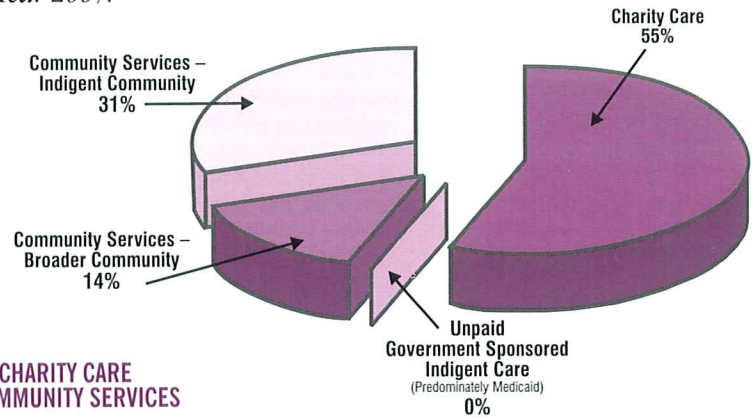 Charity Care
55%
Community Services –
Indigent Community
31%
Community Services –
Broader Community
14%
Unpaid
Government Sponsored
Indigent Care
(Predominately Medicaid)
0%
CHARITY CARE
SERVICES